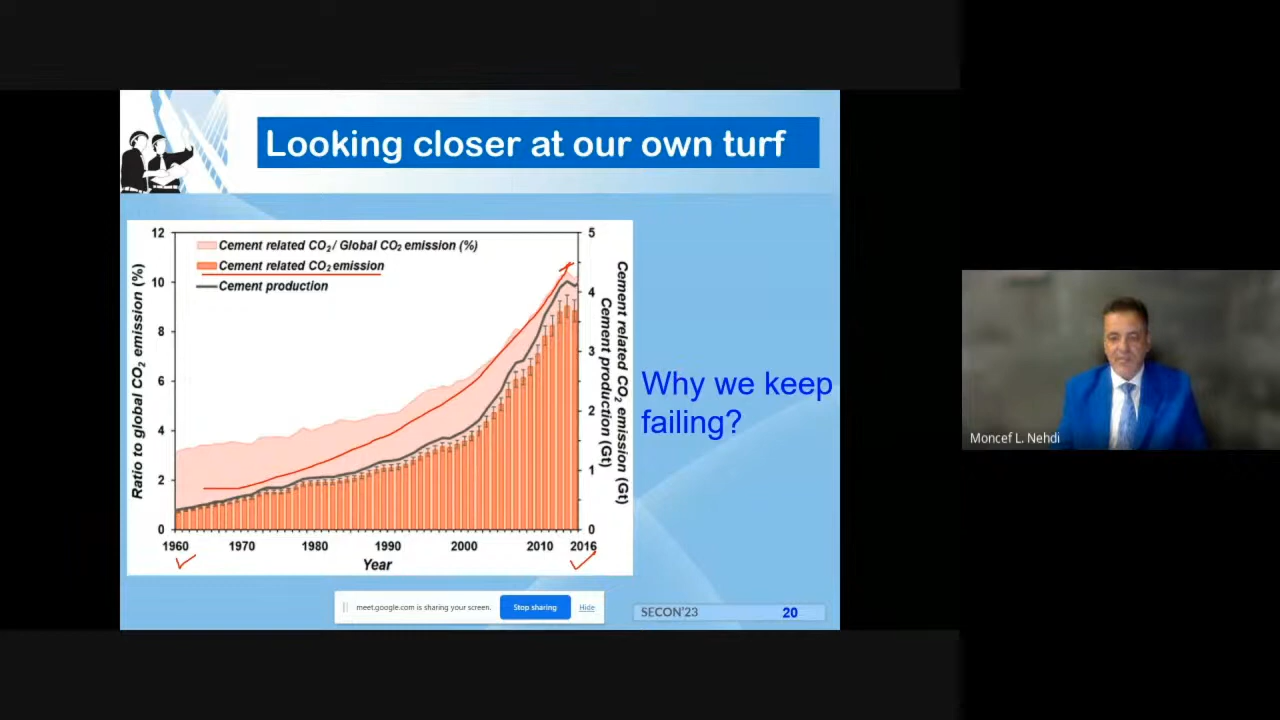 Looking closer at our own turf
Cement related CO₂/ Global CO₂ emission (%)
Cement related CO₂ emission
Cement production
Ratio to global CO₂ emission (%)
12
10
8
6
4
2
0
5
4
3
2
1
0
Cement related CO₂ emission (Gt)
Cement production (Gt)
1960 1970 1980 1990 2000 2010 2016
Year
Why we keep
failing?
meet.google.com is sharing your screen. Stop sharing Hide
SECON'23 20
Moncef L. Nehdi